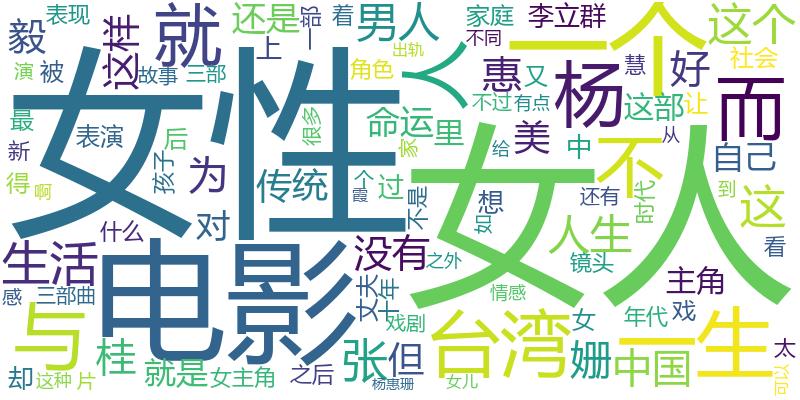 毅
表现
这样
就
还是
上
一部
着
男人
家庭
李立群
不同
一个
这个
社会
演
被
故事
三部
出轨
角色
人
惠
又
慧
好
杨
而
最
表演
后
很多
命运
里
不过
有点
这部
让
新
得
啊
孩子
为
传统
个
霞
过
家
美
给
中
不
从
自己
女性
女人
对
什么
不是
如
想
还有
时代
到
这
看
生活
没有
之外
人生
镜头
主角
感
三部曲
电影
丈夫
十年
情感
戏
与
桂
戏剧
台湾
女
年代
一生
太
却
这种
片
就是
女主角
之后
张
但
杨惠珊
女儿
姗
中国